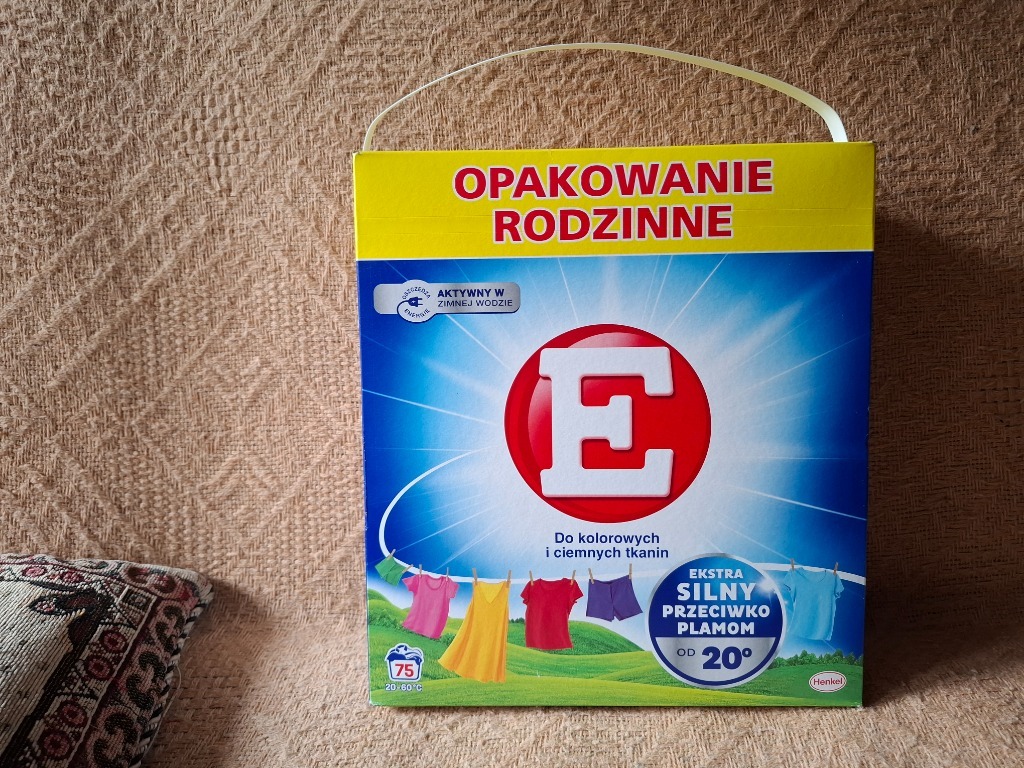 OPAKOWANIE
RODZINNE
OSZCZĘDZA
ENERGIĘ
AKTYWNY W
ZIMNEJ WODZIE
E
Do kolorowych
i ciemnych tkanin
EKSTRA
SILNY
PRZECIWKO
PLAMOM
OD 20°
75
20-60°C
Henkel